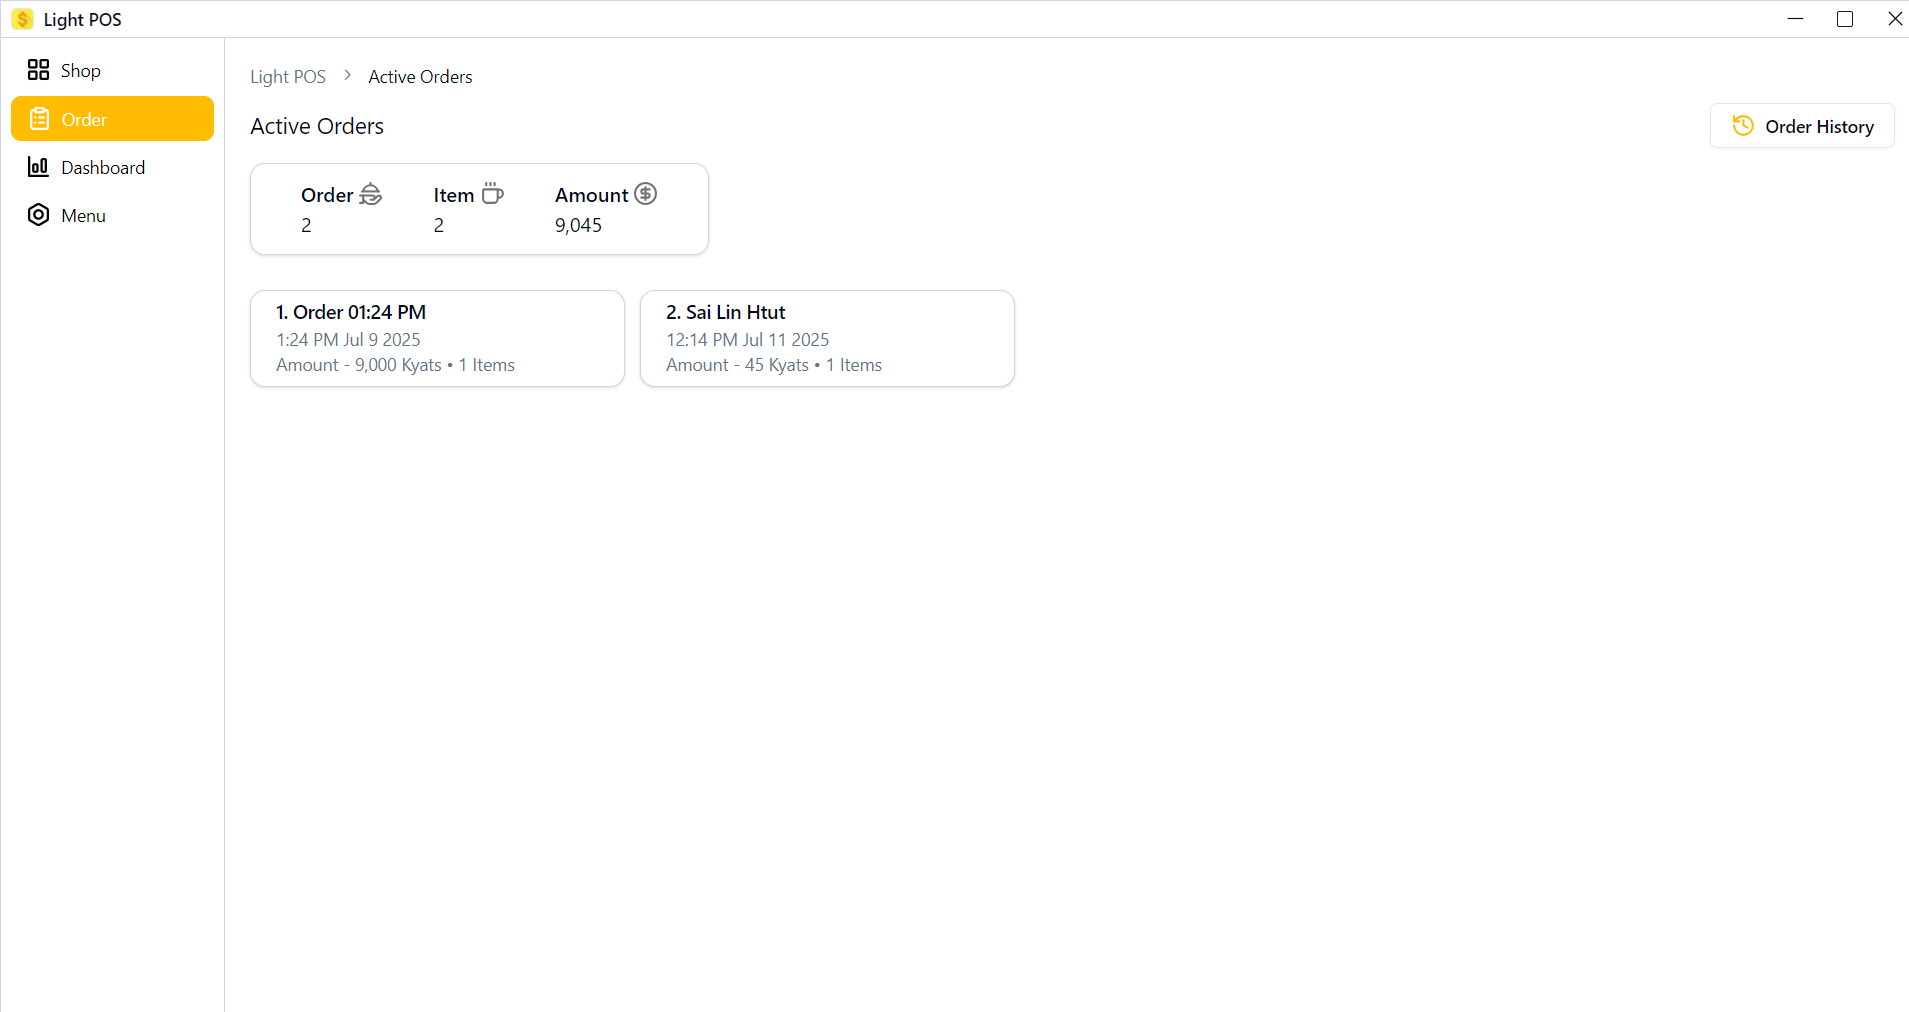 Light POS
Shop
Order
Dashboard
Menu
Light POS > Active Orders
Active Orders
Order History
Order Item Amount
2 2 9,045
1. Order 01:24 PM
1:24 PM Jul 9 2025
Amount - 9,000 Kyats • 1 Items
2. Sai Lin Htut
12:14 PM Jul 11 2025
Amount - 45 Kyats • 1 Items